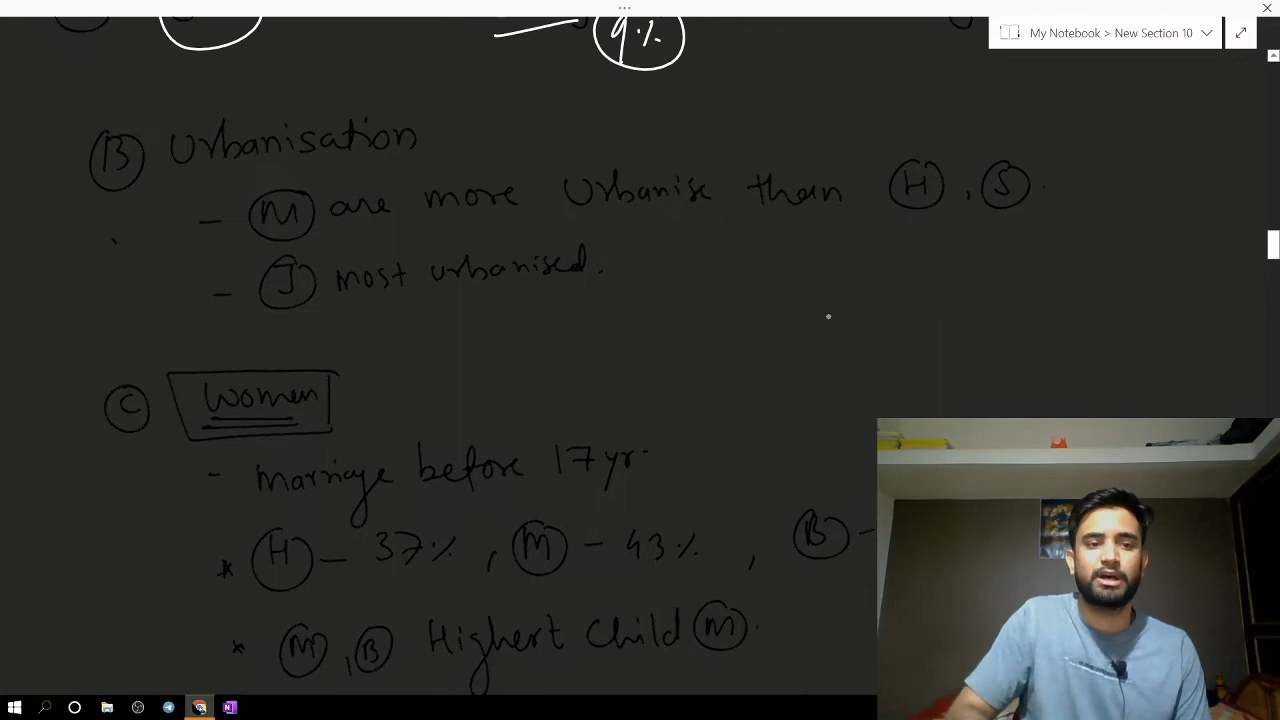 9%
My Notebook > New Section 10
B Urbanisation
- M are more Urbanise than H, S.
- J most urbanised.
C Women
- Marriage before 17 yr.
* H - 37%, M - 43%, B -
* M, B Highest Child M.